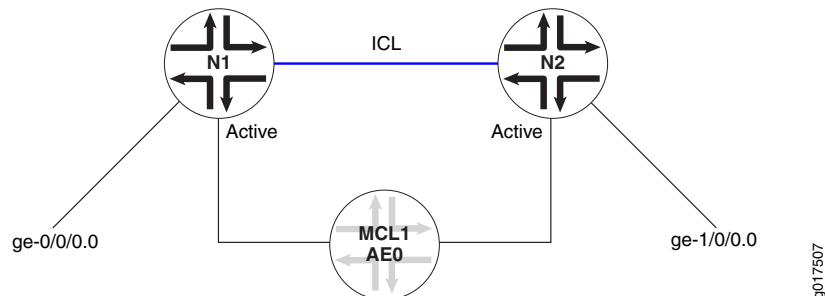 ICL
N1
N2
Active
Active
MCL1
AE0
ge-0/0/0.0
ge-1/0/0.0
g017507